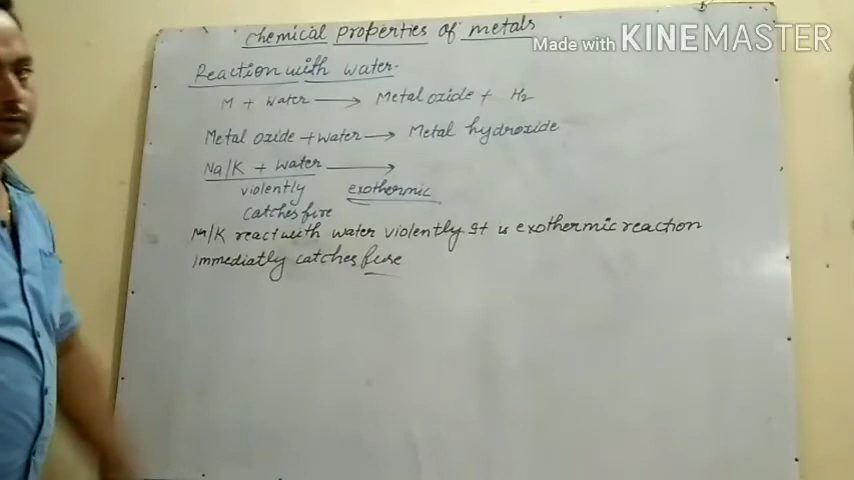 chemical properties of metals
Made with KINEMASTER
Reaction with water-
M + water → Metal oxide + H2
Metal oxide + water → Metal hydroxide
Na/K + water →
violently exothermic
catches fire
Na/K react with water violently. It is exothermic reaction
immediatly catches fire